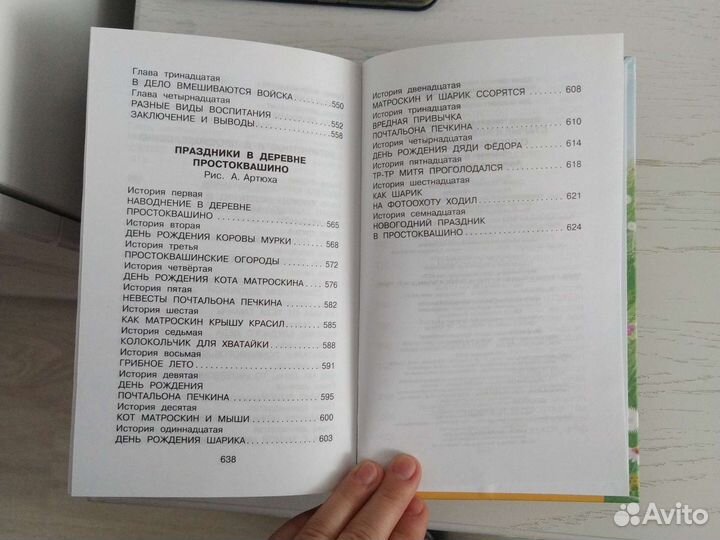 Глава тринадцатая
В ДЕЛО ВМЕШИВАЮТСЯ ВОЙСКА. 550
Глава четырнадцатая
РАЗНЫЕ ВИДЫ ВОСПИТАНИЯ . . . . . 552
ЗАКЛЮЧЕНИЕ И ВЫВОДЫ. . . . . . . . . 558
ПРАЗДНИКИ В ДЕРЕВНЕ
ПРОСТОКВАШИНО
Рис. А. Артюха
История первая
НАВОДНЕНИЕ В ДЕРЕВНЕ
ПРОСТОКВАШИНО . . . . . . . . . . . . 565
История вторая
ДЕНЬ РОЖДЕНИЯ КОРОВЫ МУРКИ . . . 568
История третья
ПРОСТОКВАШИНСКИЕ ОГОРОДЫ . . . . 572
История четвёртая
ДЕНЬ РОЖДЕНИЯ КОТА МАТРОСКИНА . . 576
История пятая
НЕВЕСТЫ ПОЧТАЛЬОНА ПЕЧКИНА . . . . 582
История шестая
КАК МАТРОСКИН КРЫШУ КРАСИЛ . . . . 585
История седьмая
КОЛОКОЛЬЧИК ДЛЯ ХВАТАЙКИ . . . . . . 588
История восьмая
ГРИБНОЕ ЛЕТО . . . . . . . . . . . . . . 591
История девятая
ДЕНЬ РОЖДЕНИЯ
ПОЧТАЛЬОНА ПЕЧКИНА . . . . . . . . . 595
История десятая
КОТ МАТРОСКИН И МЫШИ . . . . . . . . 600
История одиннадцатая
ДЕНЬ РОЖДЕНИЯ ШАРИКА . . . . . . . . 603
638
История двенадцатая
МАТРОСКИН И ШАРИК ССОРЯТСЯ . . . . 608
История тринадцатая
ВРЕДНАЯ ПРИВЫЧКА
ПОЧТАЛЬОНА ПЕЧКИНА . . . . . . . . . 610
История четырнадцатая
ДЕНЬ РОЖДЕНИЯ ДЯДИ ФЁДОРА . . . . 614
История пятнадцатая
ТР-ТР МИТЯ ПРОГОЛОДАЛСЯ . . . . . . 618
История шестнадцатая
КАК ШАРИК
НА ФОТООХОТУ ХОДИЛ . . . . . . . . . 621
История семнадцатая
НОВОГОДНИЙ ПРАЗДНИК
В ПРОСТОКВАШИНО . . . . . . . . . . . 624
Avito